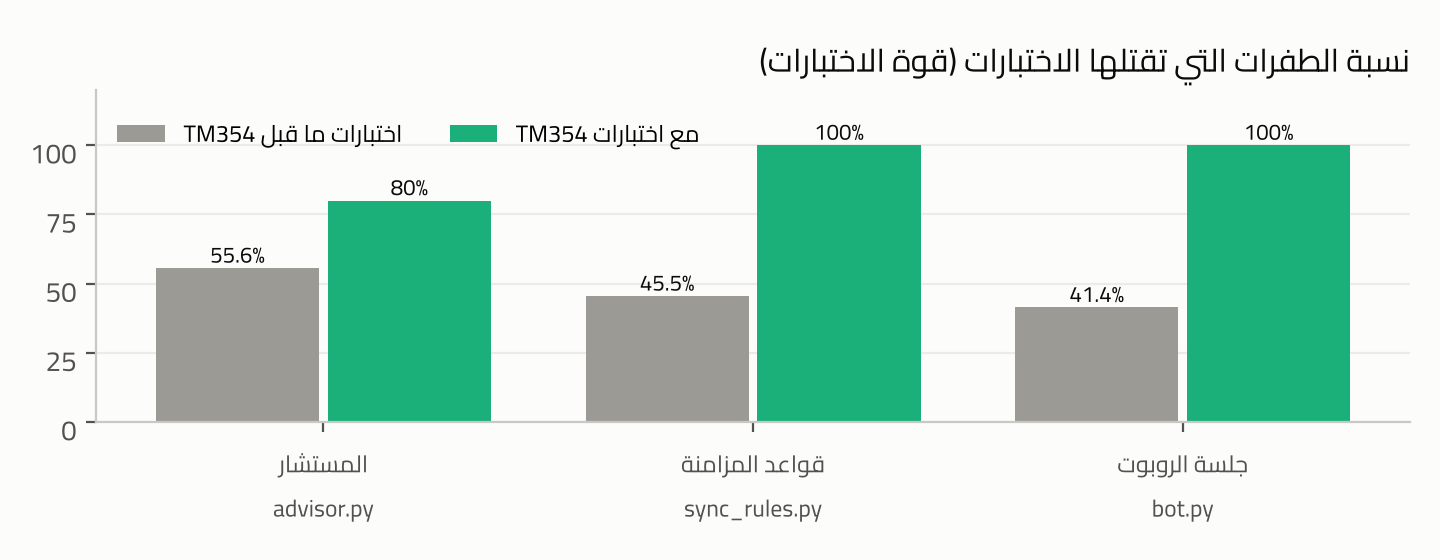 نسبة الطفرات التي تقتلها الاختبارات (قوة الاختبارات)
اختبارات ما قبل TM354
مع اختبارات TM354
100
75
50
25
0
55.6%
80%
45.5%
100%
41.4%
100%
المستشار
advisor.py
قواعد المزامنة
sync_rules.py
جلسة الروبوت
bot.py